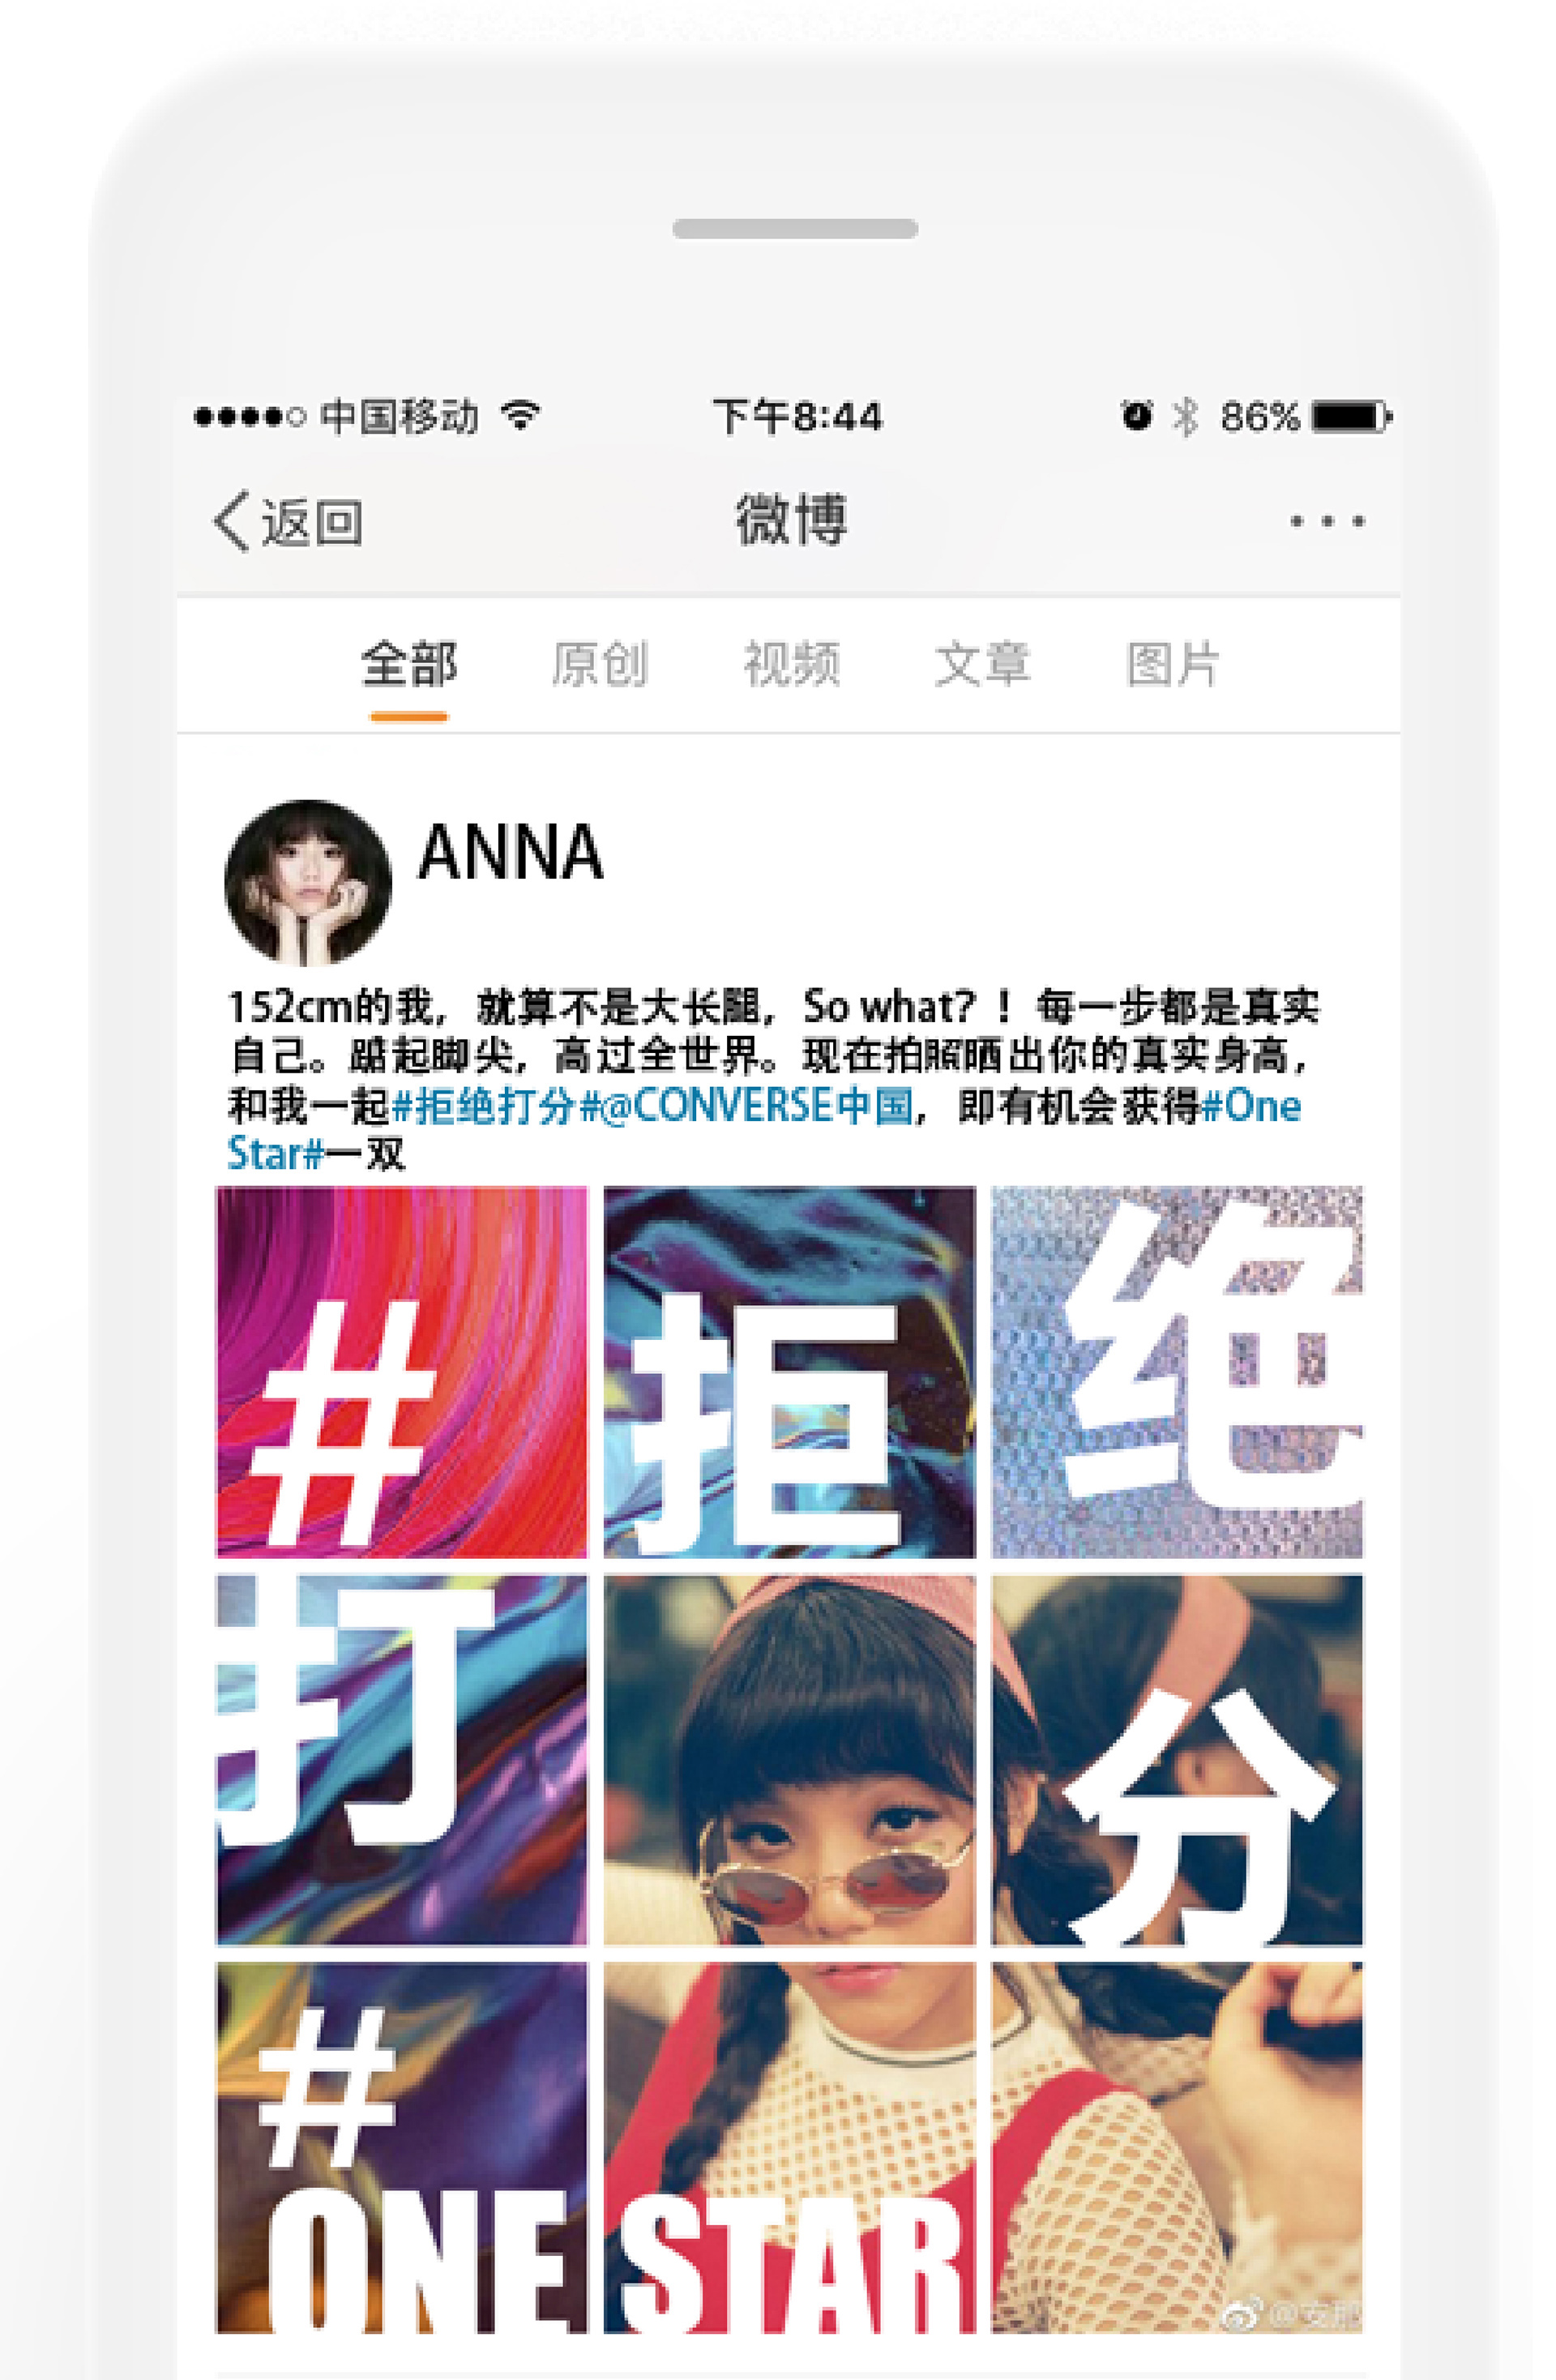 中国移动 下午8:44 86%
返回 微博
全部 原创 视频 文章 图片
ANNA
152cm的我，就算不是大长腿，So what？！每一步都是真实
自己。踮起脚尖，高过全世界。现在拍照晒出你的真实身高，
和我一起#拒绝打分#@CONVERSE中国，即有机会获得#One
Star#一双
# 拒 绝
打 分
#
ONE STAR